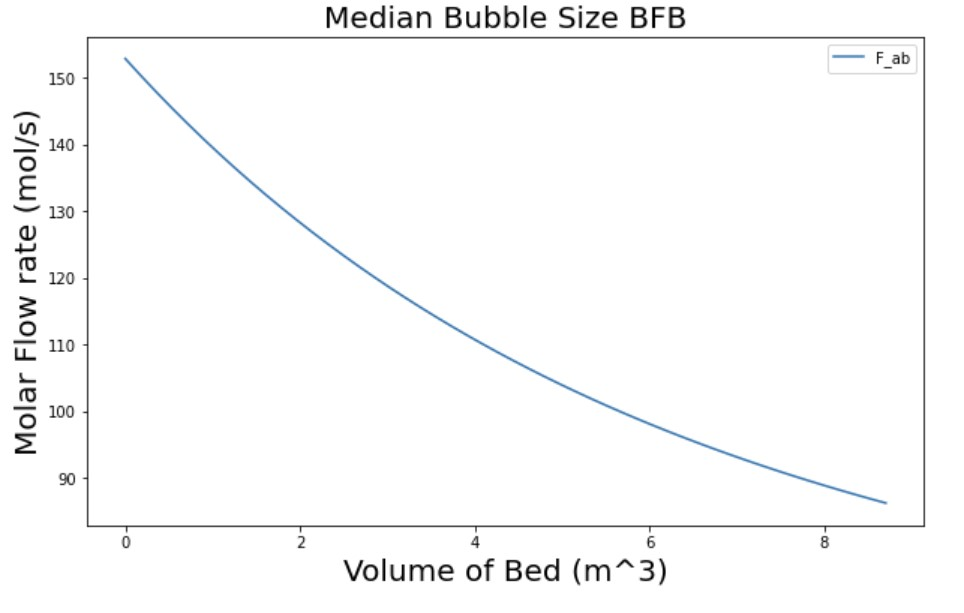 Median Bubble Size BFB
F_ab
Molar Flow rate (mol/s)
150
140
130
120
110
100
90
0 2 4 6 8
Volume of Bed (m^3)